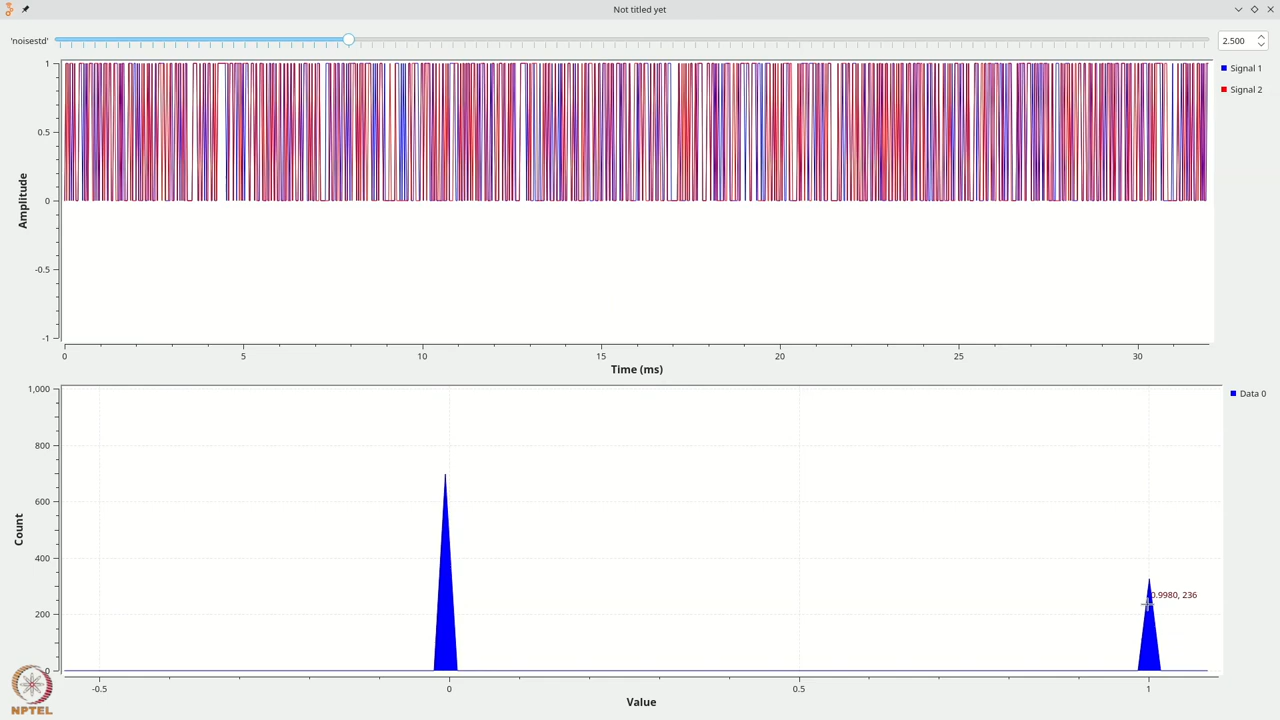 Not titled yet
'noisestd'
2.500
1
0.5
0
-0.5
-1
Amplitude
0 5 10 15 20 25 30
Time (ms)
Signal 1
Signal 2
1,000
800
600
400
200
0
Count
0.9980, 236
-0.5 0 0.5 1
Value
Data 0
NPTEL